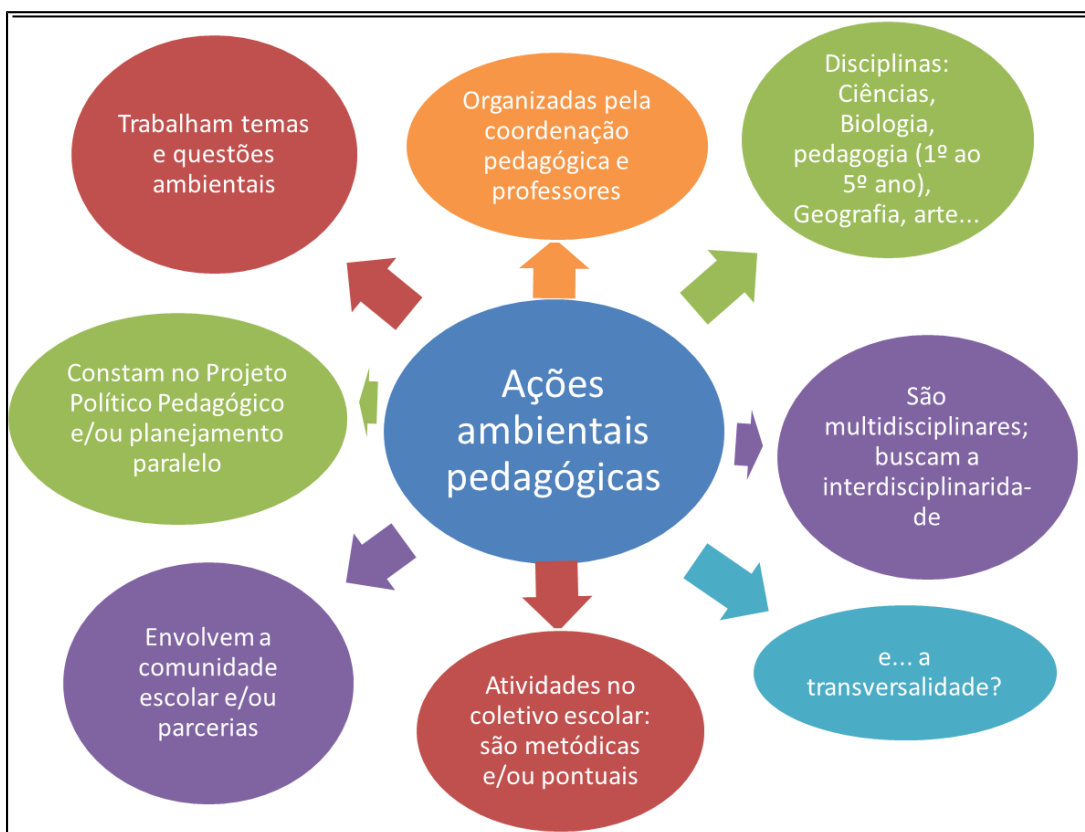 Trabalham temas
e questões
ambientais
Organizadas pela
coordenação
pedagógica e
professores
Disciplinas:
Ciências,
Biologia,
pedagogia (1º ao
5º ano),
Geografia, arte...
Constam no Projeto
Político Pedagógico
e/ou planejamento
paralelo
Ações
ambientais
pedagógicas
São
multidisciplinares;
buscam a
interdisciplinarida-
de
Envolvem a
comunidade
escolar e/ou
parcerias
Atividades no
coletivo escolar:
são metódicas
e/ou pontuais
e... a
transversalidade?